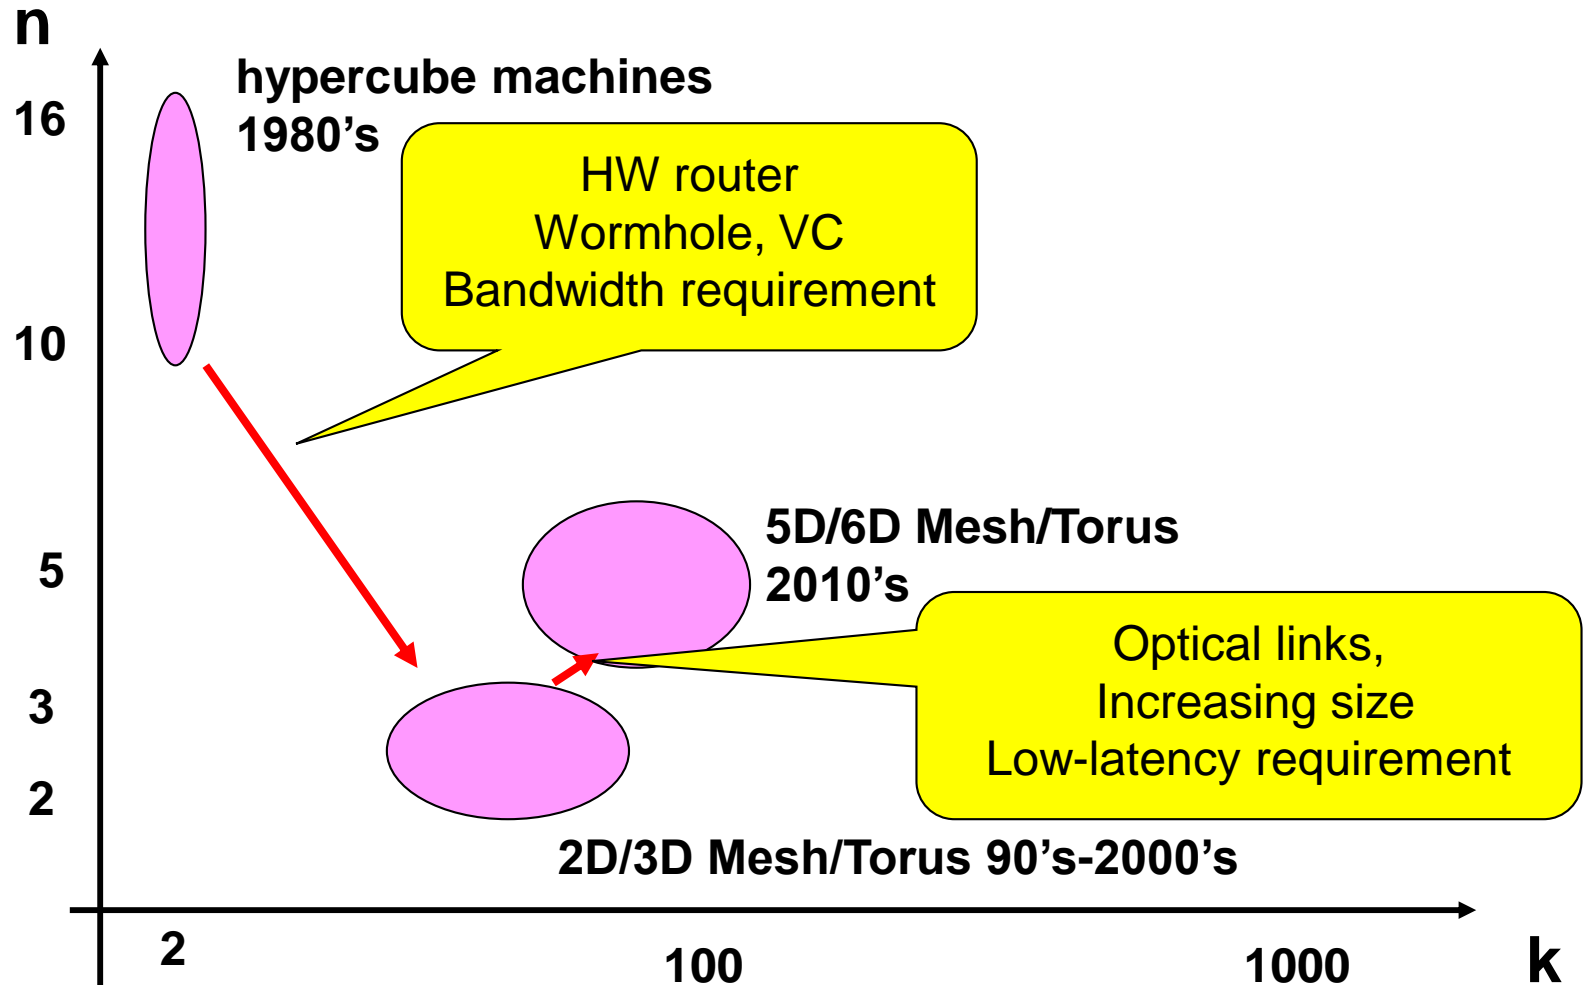 n
hypercube machines
1980’s
16
HW router
Wormhole, VC
Bandwidth requirement
10
5D/6D Mesh/Torus
2010’s
5
Optical links,
Increasing size
Low-latency requirement
3
2
2D/3D Mesh/Torus 90’s-2000’s
2
100
1000
k